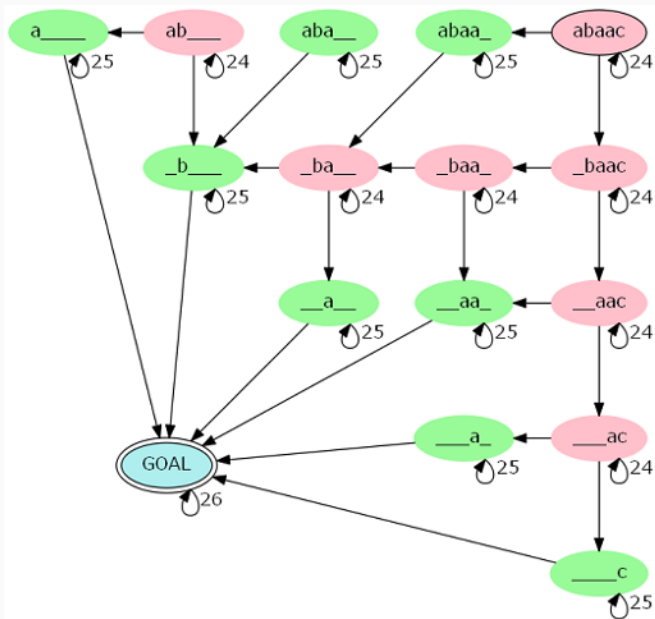 a____ ab___ aba__ abaa_ abaac
25 24 25 25 24
_b___ _ba__ _baa_ _baac
25 24 24 24
__a__ __aa_ __aac
25 25 24
___a_ ___ac
GOAL
25 24
26
____c
25